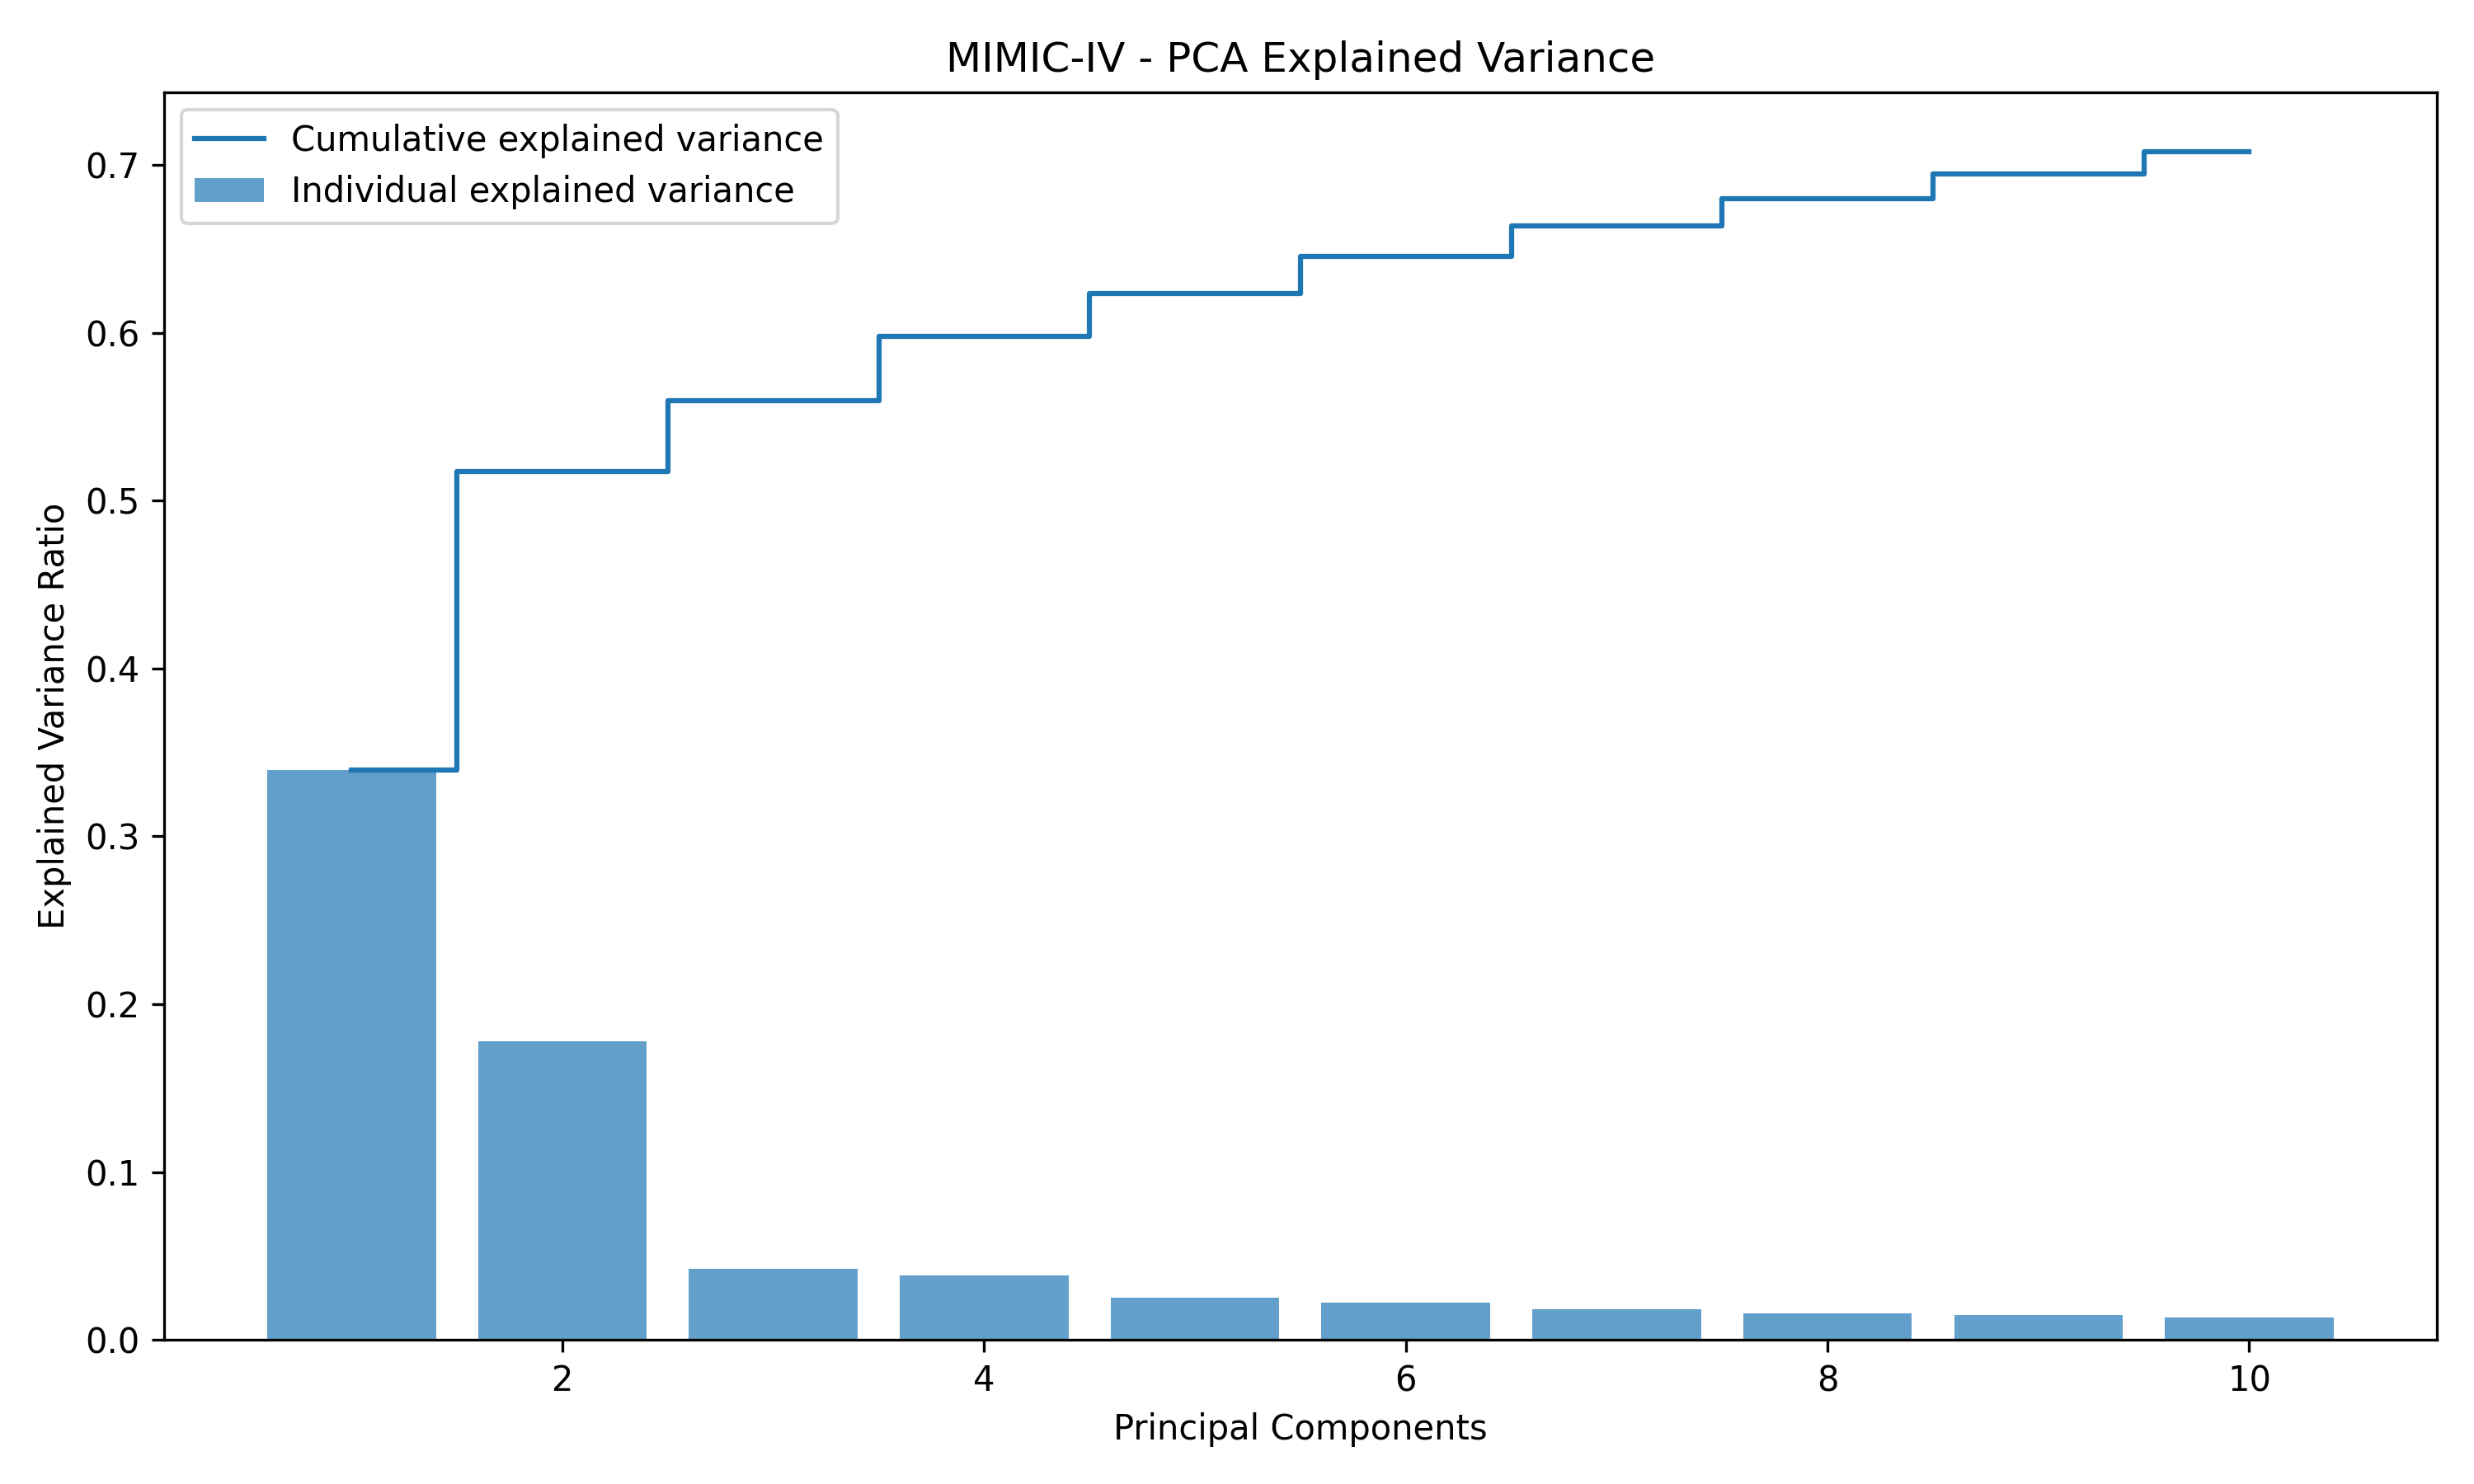 MIMIC-IV - PCA Explained Variance
Cumulative explained variance
Individual explained variance
Explained Variance Ratio
0.7
0.6
0.5
0.4
0.3
0.2
0.1
0.0
2 4 6 8 10
Principal Components